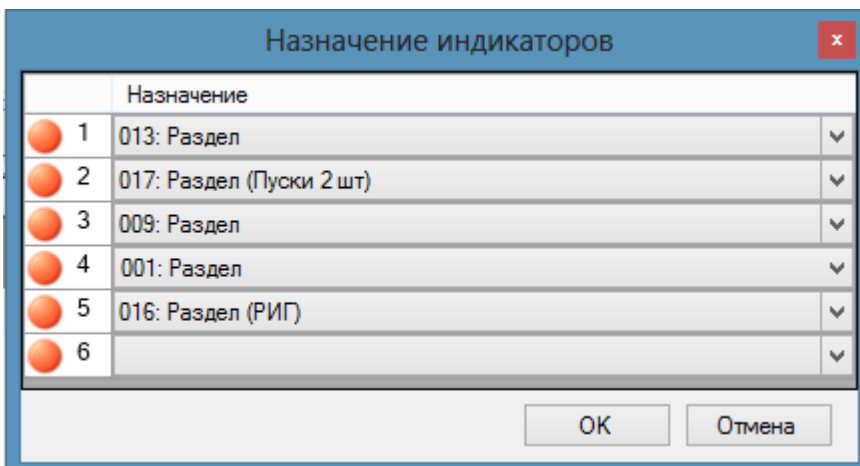 Назначение индикаторов
x
Назначение
1 013: Раздел
2 017: Раздел (Пуски 2 шт)
3 009: Раздел
4 001: Раздел
5 016: Раздел (РИГ)
6
OK Отмена